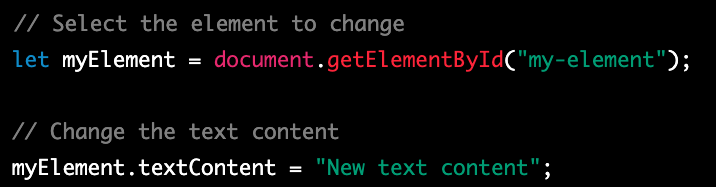 // Select the element to change
let myElement = document.getElementById("my-element");
// Change the text content
myElement.textContent = "New text content";